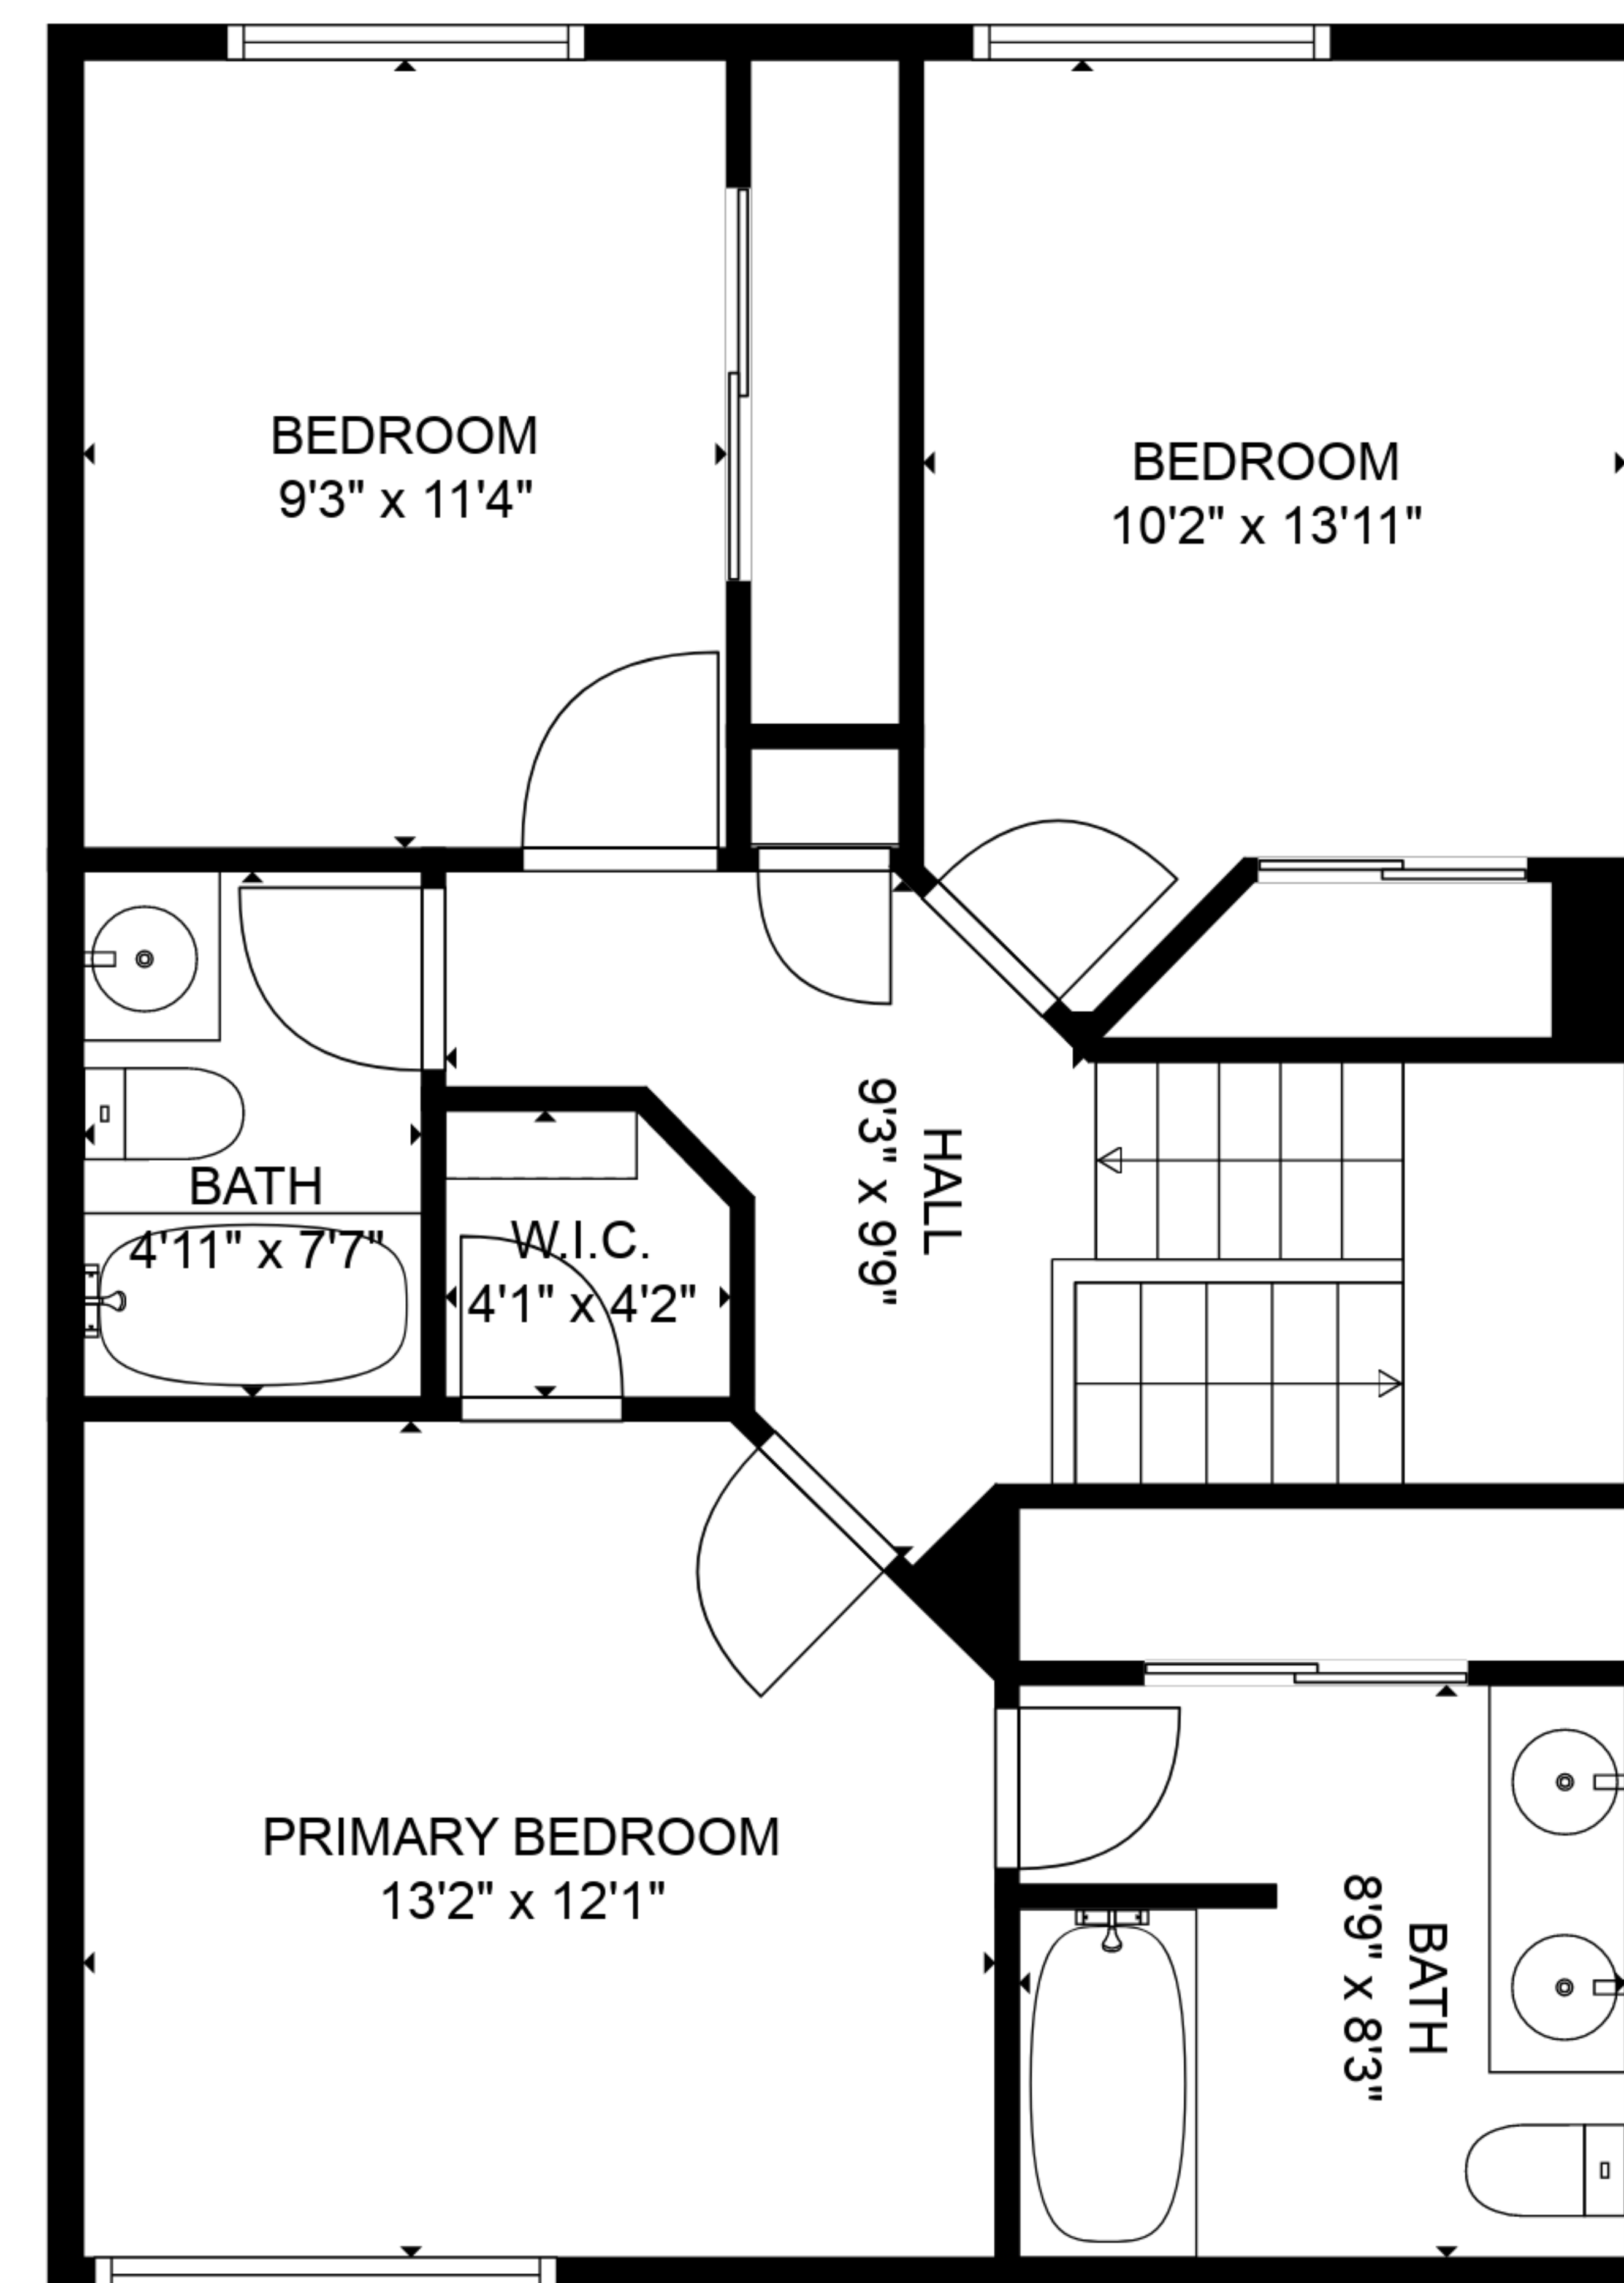 BEDROOM
9'3" x 11'4"
BEDROOM
10'2" x 13'11"
HALL
9'3" x 9'9"
BATH
4'11" x 7'7"
W.I.C.
4'1" x 4'2"
PRIMARY BEDROOM
13'2" x 12'1"
BATH
8'9" x 8'3"